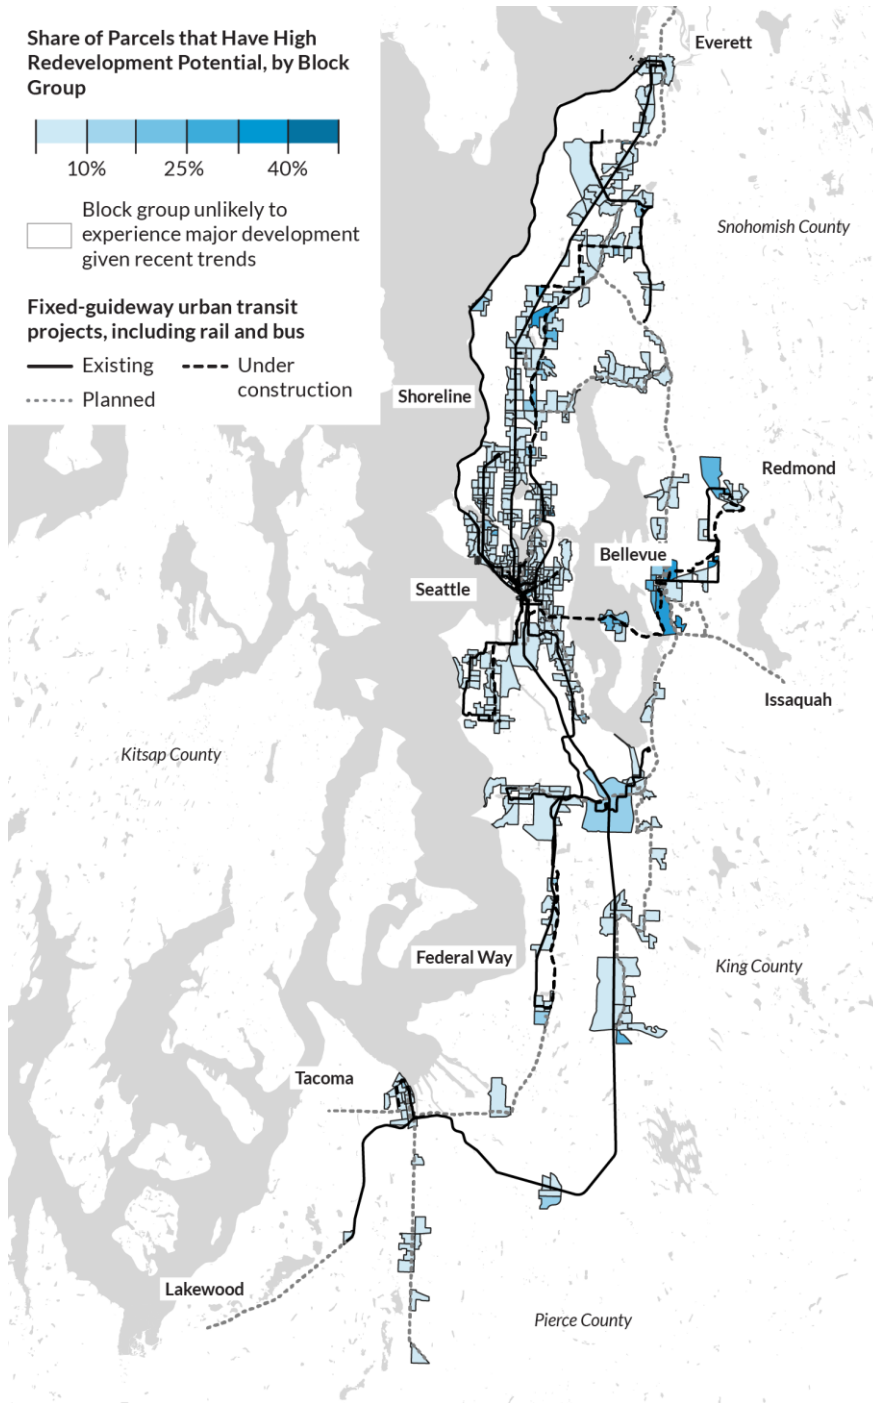 Share of Parcels that Have High
Redevelopment Potential, by Block
Group
10% 25% 40%
Block group unlikely to
experience major development
given recent trends
Fixed-guideway urban transit
projects, including rail and bus
Existing
Under
construction
Planned
Everett
Snohomish County
Shoreline
Redmond
Bellevue
Seattle
Issaquah
Kitsap County
Federal Way
King County
Tacoma
Lakewood
Pierce County